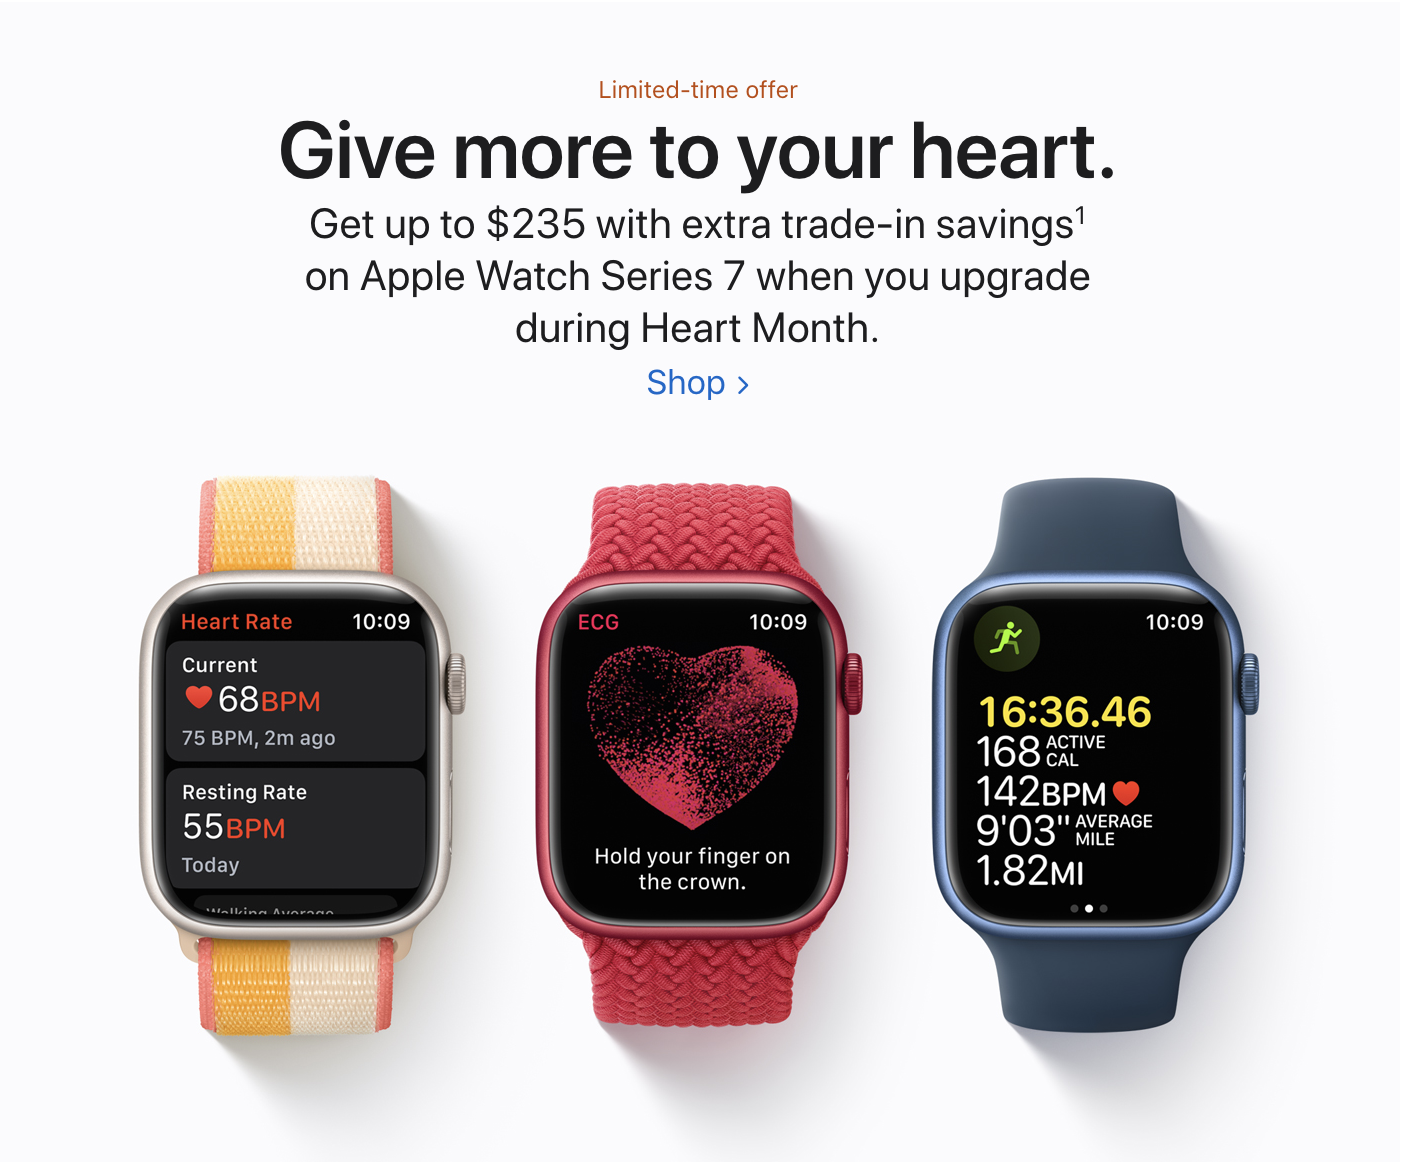 Limited-time offer
Give more to your heart.
Get up to $235 with extra trade-in savings¹
on Apple Watch Series 7 when you upgrade
during Heart Month.
Shop >
Heart Rate 10:09
Current
68BPM
75 BPM, 2m ago
Resting Rate
55BPM
Today
Walking Average
ECG 10:09
Hold your finger on
the crown.
10:09
16:36.46
168 ACTIVE
CAL
142BPM
9'03" AVERAGE
MILE
1.82MI